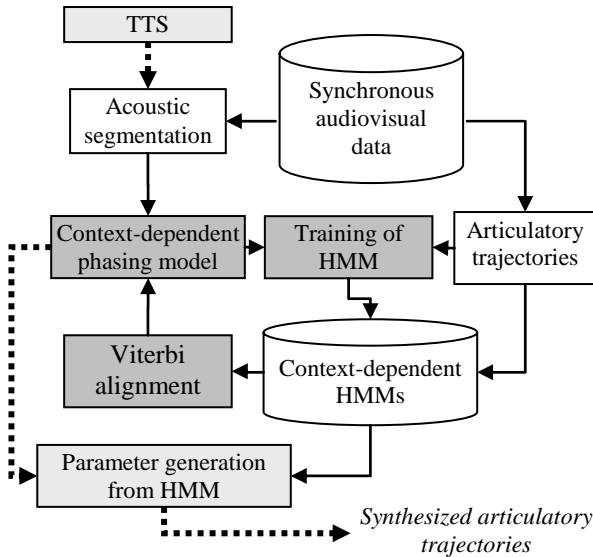 TTS
Acoustic
segmentation
Synchronous
audiovisual
data
Context-dependent
phasing model
Training of
HMM
Articulatory
trajectories
Viterbi
alignment
Context-dependent
HMMs
Parameter generation
from HMM
Synthesized articulatory
trajectories